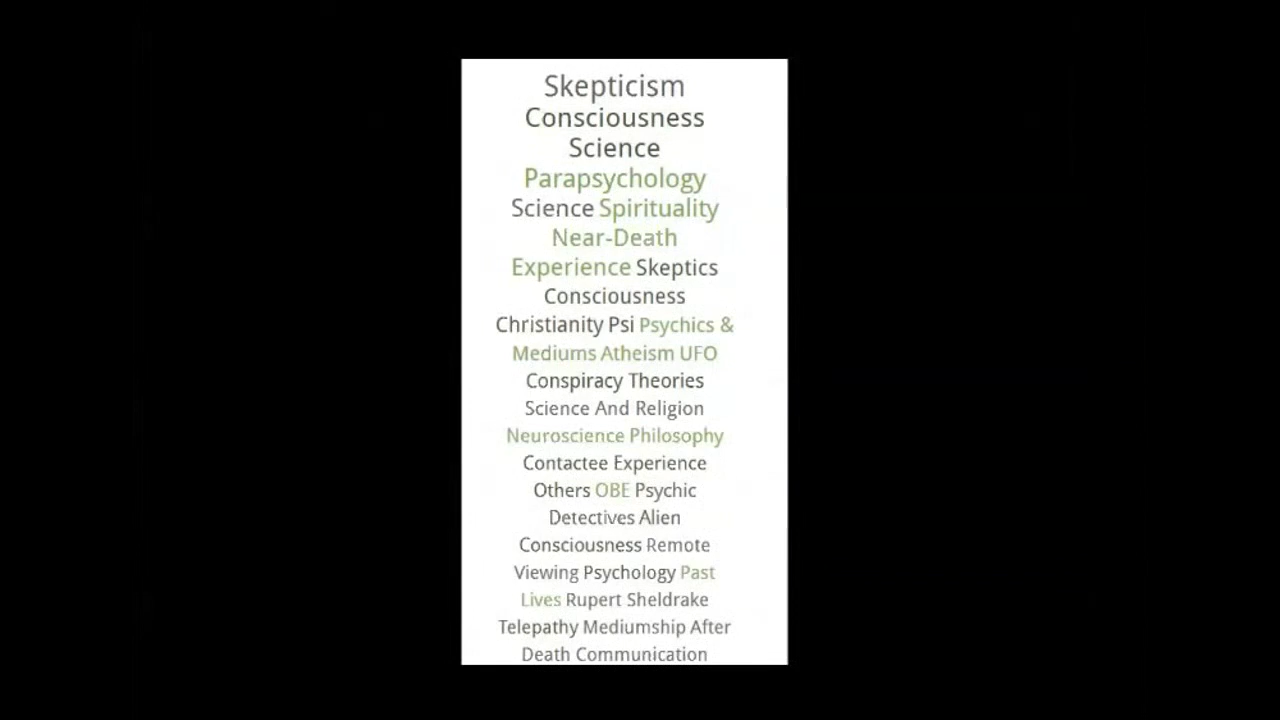 Skepticism
Consciousness
Science
Parapsychology
Science Spirituality
Near-Death
Experience Skeptics
Consciousness
Christianity Psi Psychics &
Mediums Atheism UFO
Conspiracy Theories
Science And Religion
Neuroscience Philosophy
Contactee Experience
Others OBE Psychic
Detectives Alien
Consciousness Remote
Viewing Psychology Past
Lives Rupert Sheldrake
Telepathy Mediumship After
Death Communication